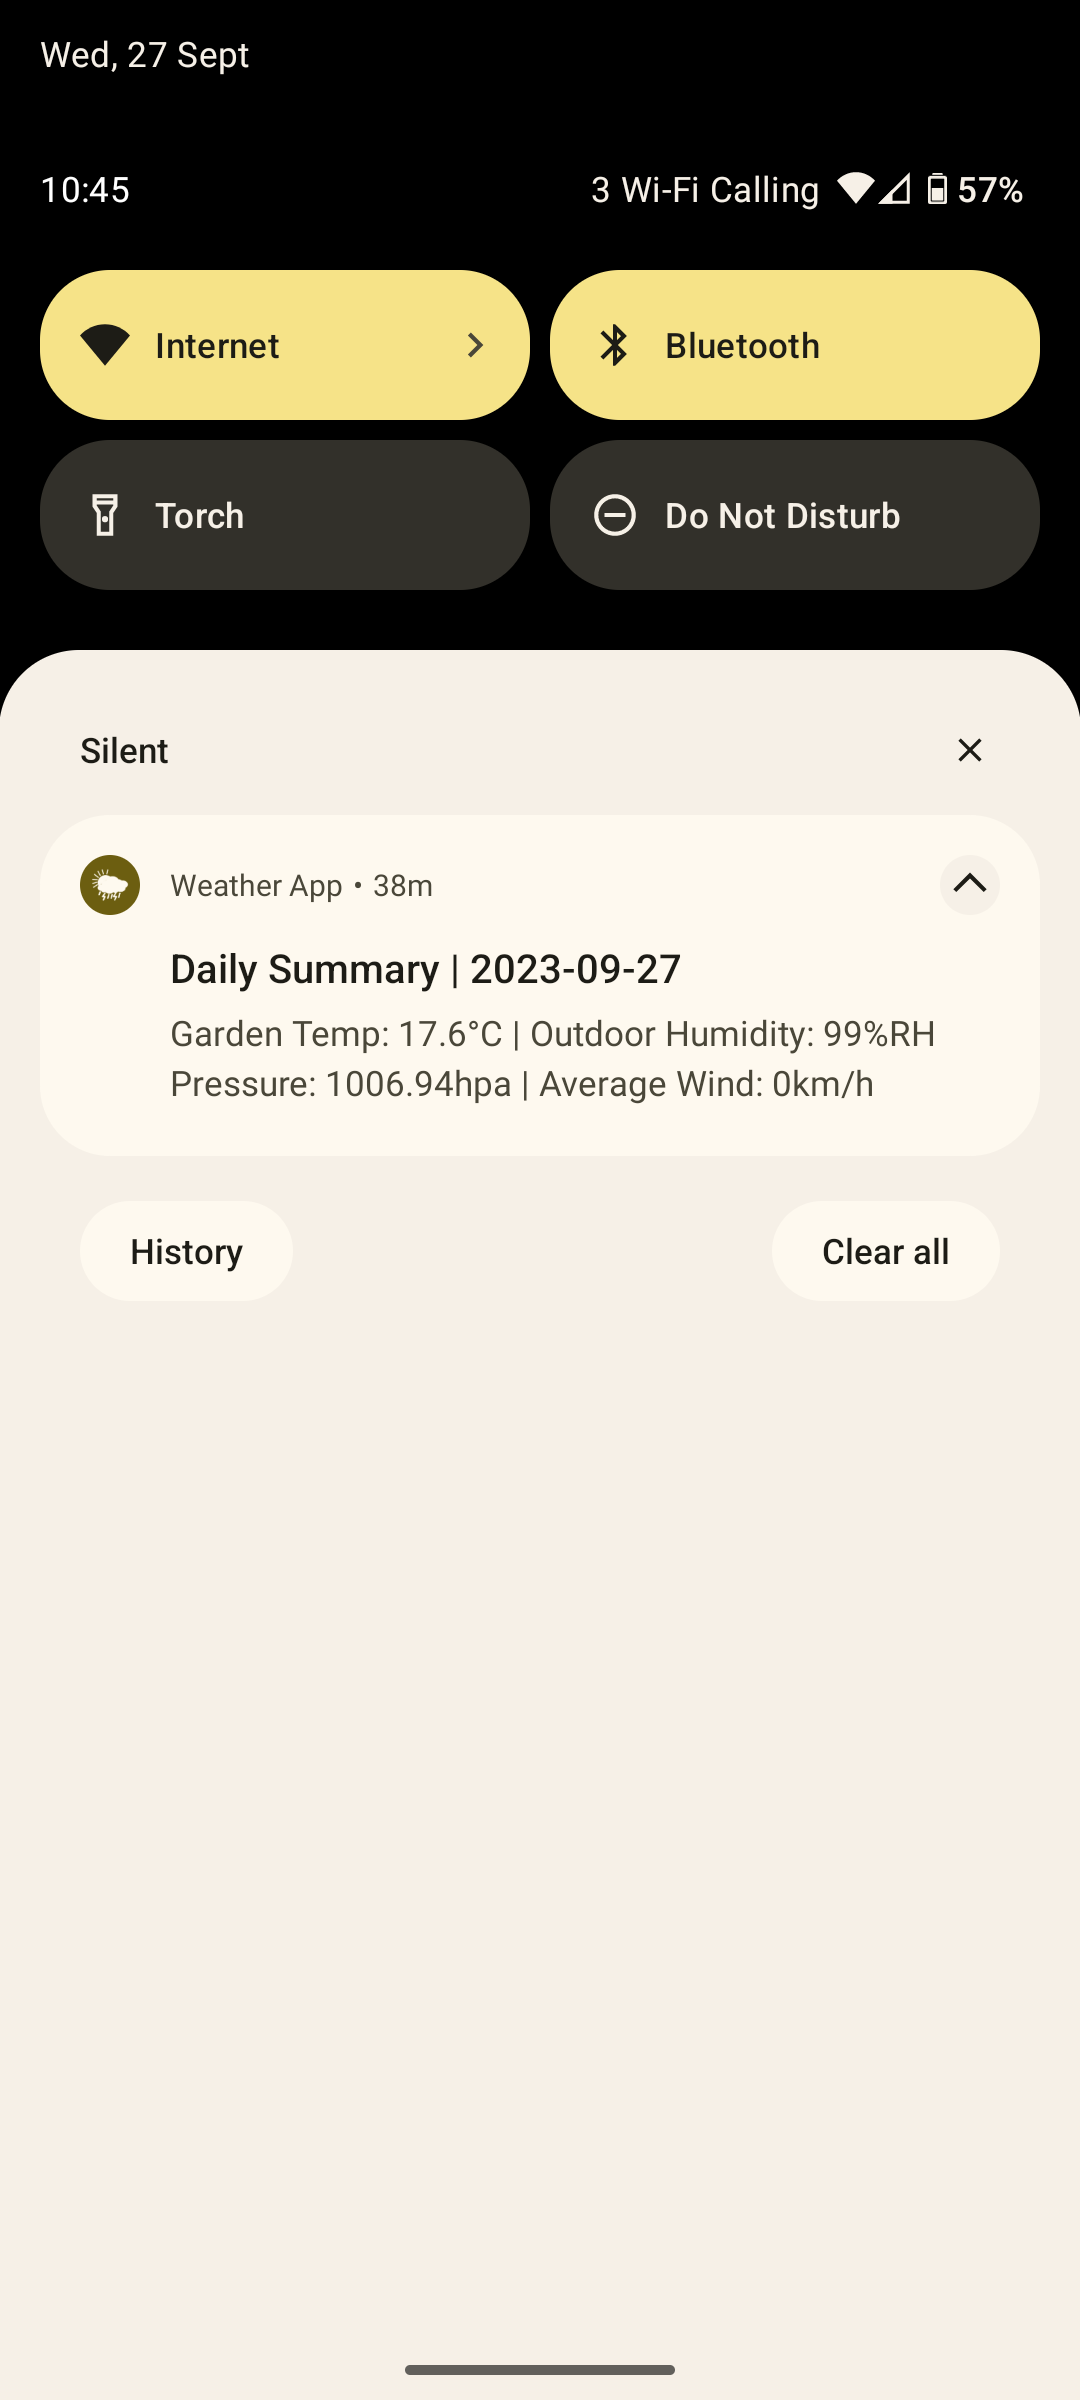 Wed, 27 Sept
10:45 3 Wi-Fi Calling 57%
Internet Bluetooth
Torch Do Not Disturb
Silent
Weather App • 38m
Daily Summary | 2023-09-27
Garden Temp: 17.6°C | Outdoor Humidity: 99%RH
Pressure: 1006.94hpa | Average Wind: 0km/h
History Clear all